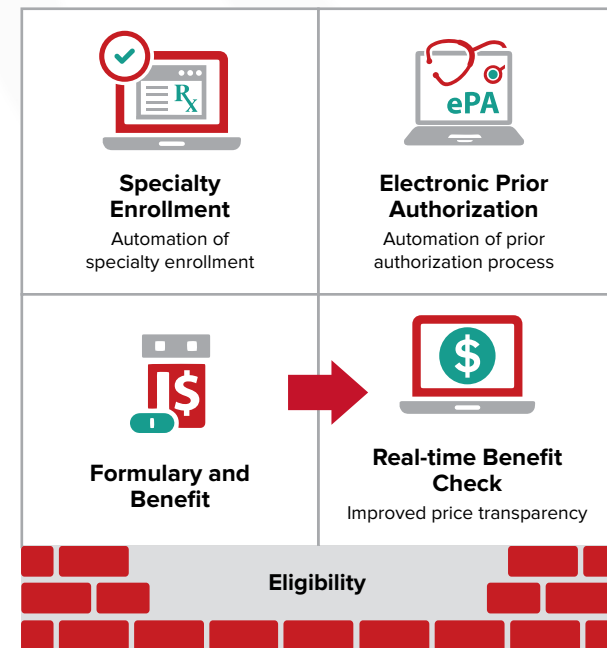 Rx
Specialty
Enrollment
Automation of
specialty enrollment
ePA
Electronic Prior
Authorization
Automation of prior
authorization process
$
Formulary and
Benefit
$
Real-time Benefit
Check
Improved price transparency
Eligibility